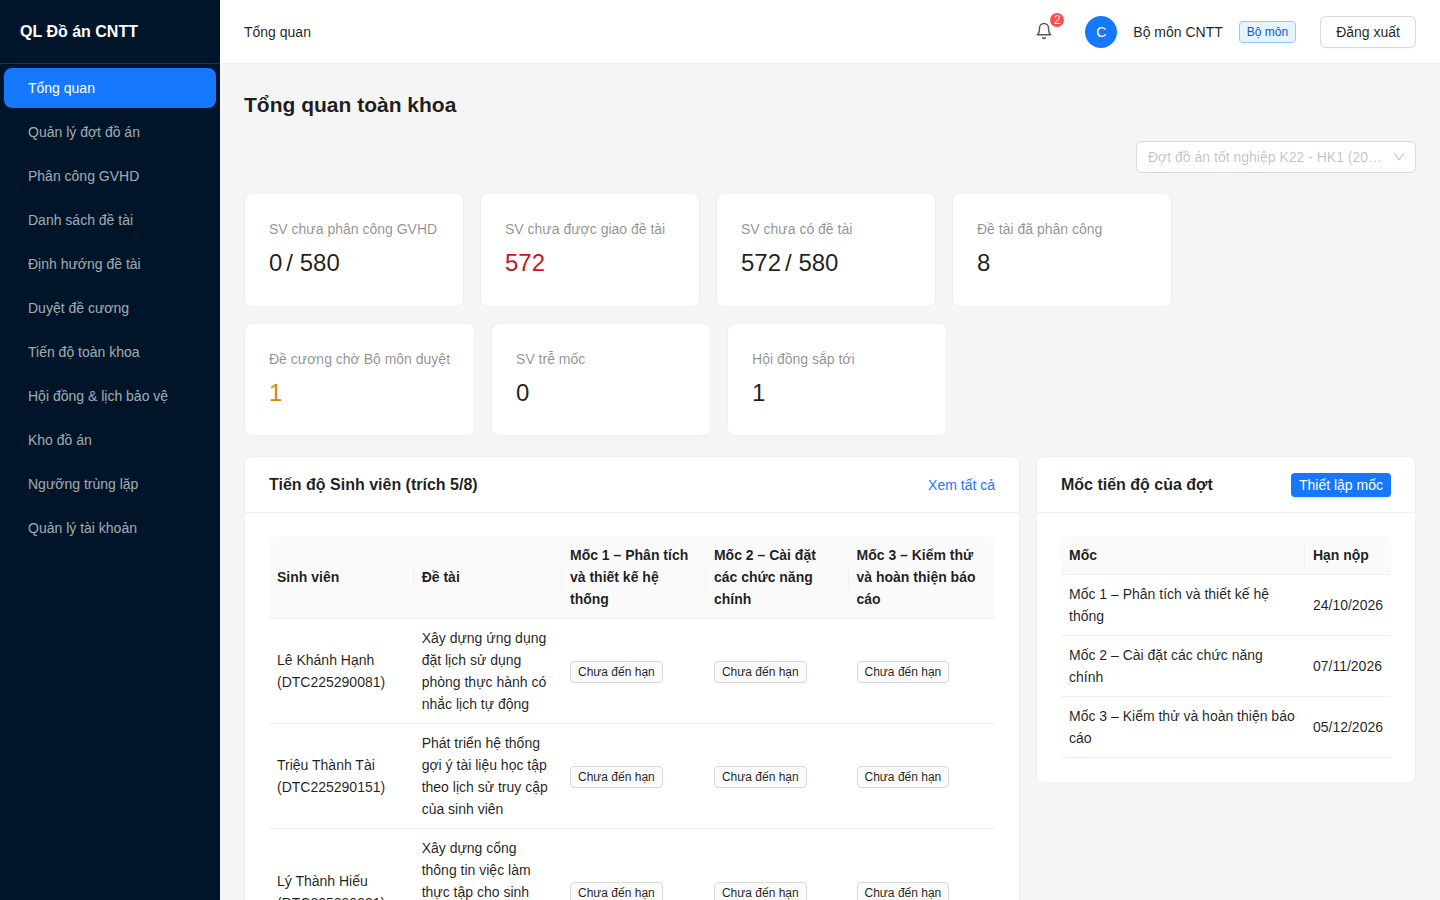 QL Đồ án CNTT
Tổng quan
Quản lý đợt đồ án
Phân công GVHD
Danh sách đề tài
Định hướng đề tài
Duyệt đề cương
Tiến độ toàn khoa
Hội đồng & lịch bảo vệ
Kho đồ án
Ngưỡng trùng lặp
Quản lý tài khoản
Tổng quan
2
C
Bộ môn CNTT
Bộ môn
Đăng xuất
Tổng quan toàn khoa
Đợt đồ án tốt nghiệp K22 - HK1 (20…
SV chưa phân công GVHD
0 / 580
SV chưa được giao đề tài
572
SV chưa có đề tài
572 / 580
Đề tài đã phân công
8
Đề cương chờ Bộ môn duyệt
1
SV trễ mốc
0
Hội đồng sắp tới
1
Tiến độ Sinh viên (trích 5/8)
Xem tất cả
Sinh viên
Đề tài
Mốc 1 – Phân tích
và thiết kế hệ
thống
Mốc 2 – Cài đặt
các chức năng
chính
Mốc 3 – Kiểm thử
và hoàn thiện báo
cáo
Lê Khánh Hạnh
(DTC225290081)
Xây dựng ứng dụng
đặt lịch sử dụng
phòng thực hành có
nhắc lịch tự động
Chưa đến hạn
Chưa đến hạn
Chưa đến hạn
Triệu Thành Tài
(DTC225290151)
Phát triển hệ thống
gợi ý tài liệu học tập
theo lịch sử truy cập
của sinh viên
Chưa đến hạn
Chưa đến hạn
Chưa đến hạn
Lý Thành Hiếu
Xây dựng cổng
thông tin việc làm
thực tập cho sinh
Chưa đến hạn
Chưa đến hạn
Chưa đến hạn
Mốc tiến độ của đợt
Thiết lập mốc
Mốc
Hạn nộp
Mốc 1 – Phân tích và thiết kế hệ
thống
24/10/2026
Mốc 2 – Cài đặt các chức năng
chính
07/11/2026
Mốc 3 – Kiểm thử và hoàn thiện báo
cáo
05/12/2026